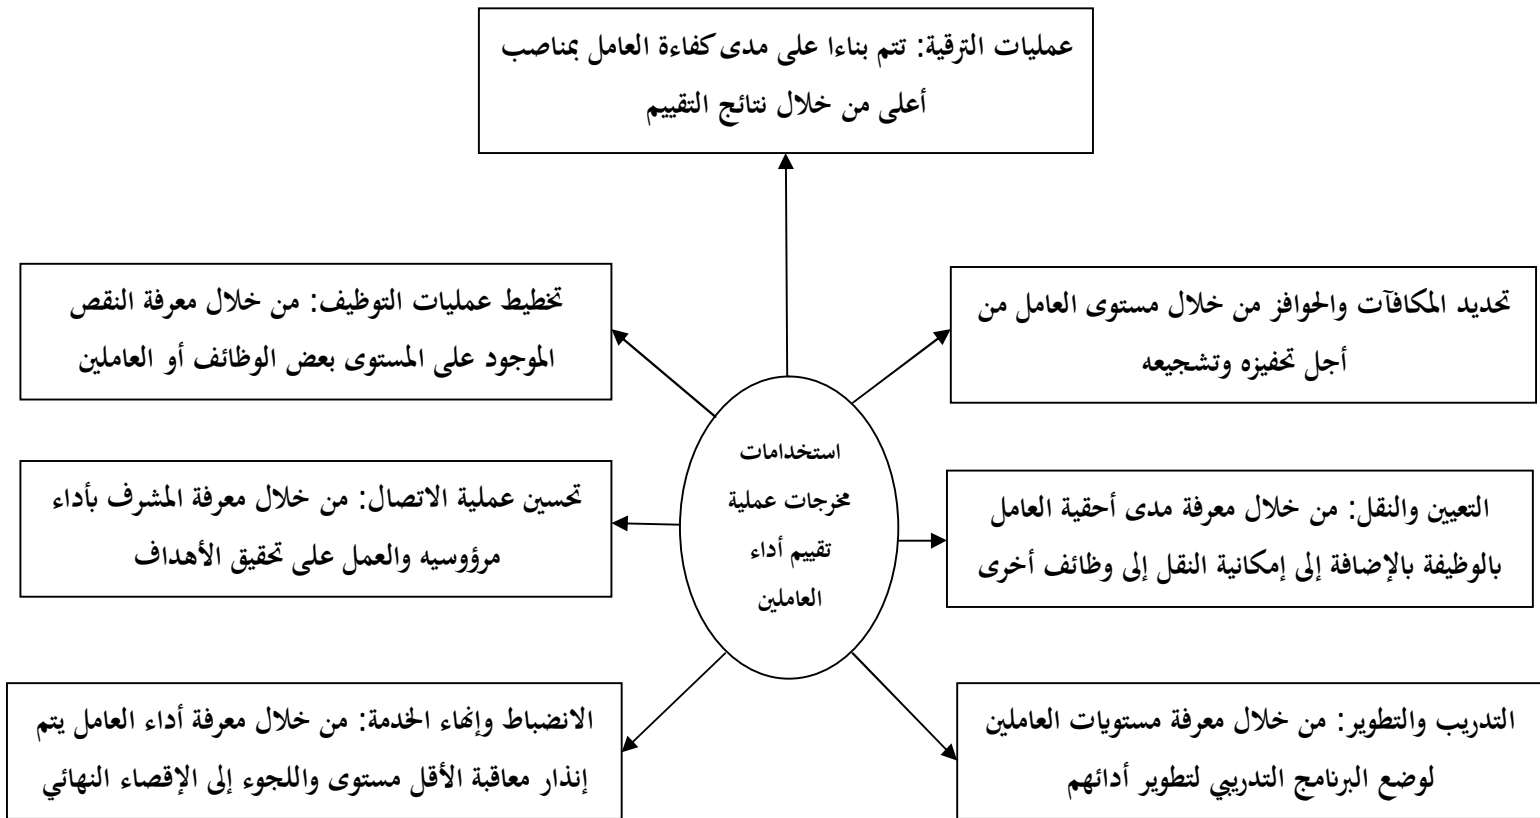 عمليات الترقية: تتم بناءا على مدى كفاءة العامل بمناصب
أعلى من خلال نتائج التقييم
تحديد المكافآت والحوافز من خلال مستوى العامل من
أجل تحفيزه وتشجيعه
تخطيط عمليات التوظيف: من خلال معرفة النقص
الموجود على المستوى بعض الوظائف أو العاملين
استخدامات
مخرجات عملية
تقييم أداء
العاملين
التعيين والنقل: من خلال معرفة مدى أحقية العامل
بالوظيفة بالإضافة إلى إمكانية النقل إلى وظائف أخرى
تحسين عملية الاتصال: من خلال معرفة المشرف بأداء
مرؤوسيه والعمل على تحقيق الأهداف
التدريب والتطوير: من خلال معرفة مستويات العاملين
لوضع البرنامج التدريبي لتطوير أدائهم
الانضباط وإنهاء الخدمة: من خلال معرفة أداء العامل يتم
إنذار معاقبة الأقل مستوى واللجوء إلى الإقصاء النهائي